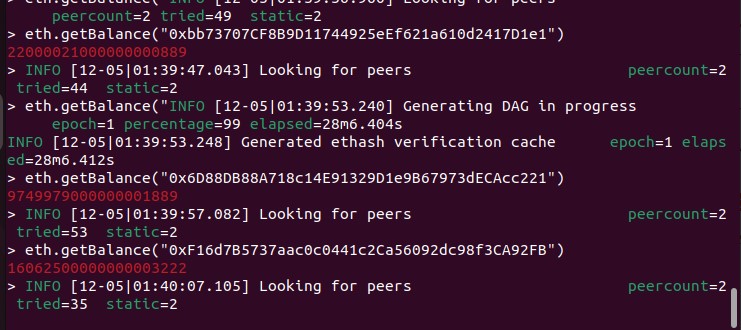 > eth.getBalance("INFO [12-05|01:39:36.966] Looking for peers
peercount=2 tried=49 static=2
> eth.getBalance("0xbb73707CF8B9D11744925eEf621a610d2417D1e1")
22000021000000000889
> INFO [12-05|01:39:47.043] Looking for peers peercount=2
tried=44 static=2
> eth.getBalance("INFO [12-05|01:39:53.240] Generating DAG in progress
epoch=1 percentage=99 elapsed=28m6.404s
INFO [12-05|01:39:53.248] Generated ethash verification cache epoch=1 elaps
ed=28m6.412s
> eth.getBalance("0x6D88DB88A718c14E91329D1e9B67973dECAcc221")
9749979000000001889
> INFO [12-05|01:39:57.082] Looking for peers peercount=2
tried=53 static=2
> eth.getBalance("0xF16d7B5737aac0c0441c2Ca56092dc98f3CA92FB")
16062500000000003222
> INFO [12-05|01:40:07.105] Looking for peers peercount=2
tried=35 static=2